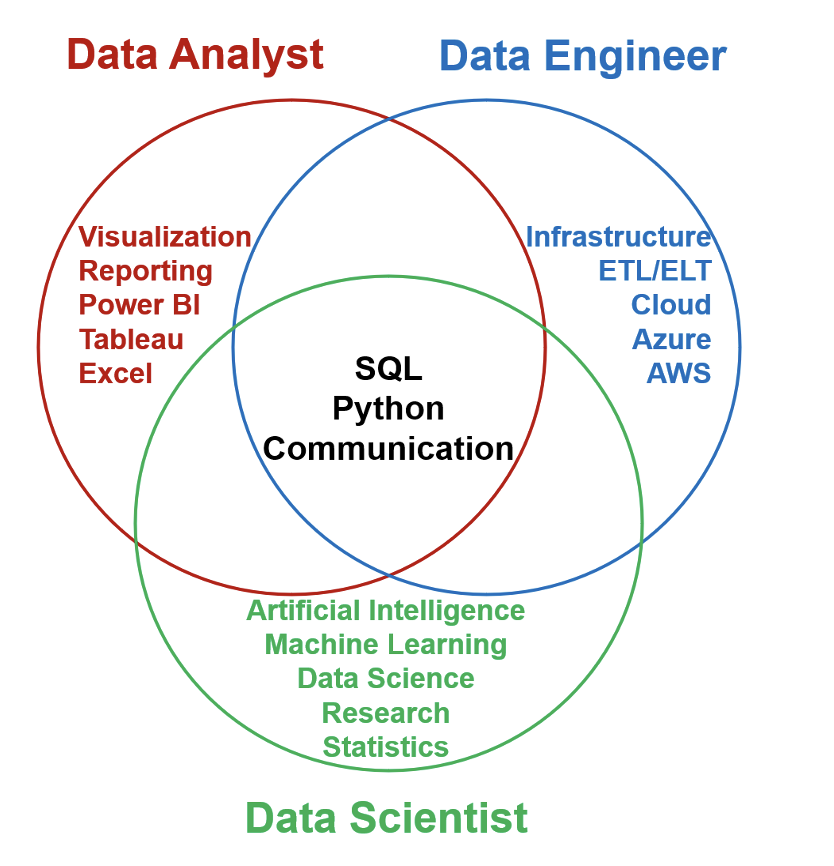 Data Analyst
Data Engineer
Visualization
Reporting
Power BI
Tableau
Excel
Infrastructure
ETL/ELT
Cloud
Azure
AWS
SQL
Python
Communication
Artificial Intelligence
Machine Learning
Data Science
Research
Statistics
Data Scientist